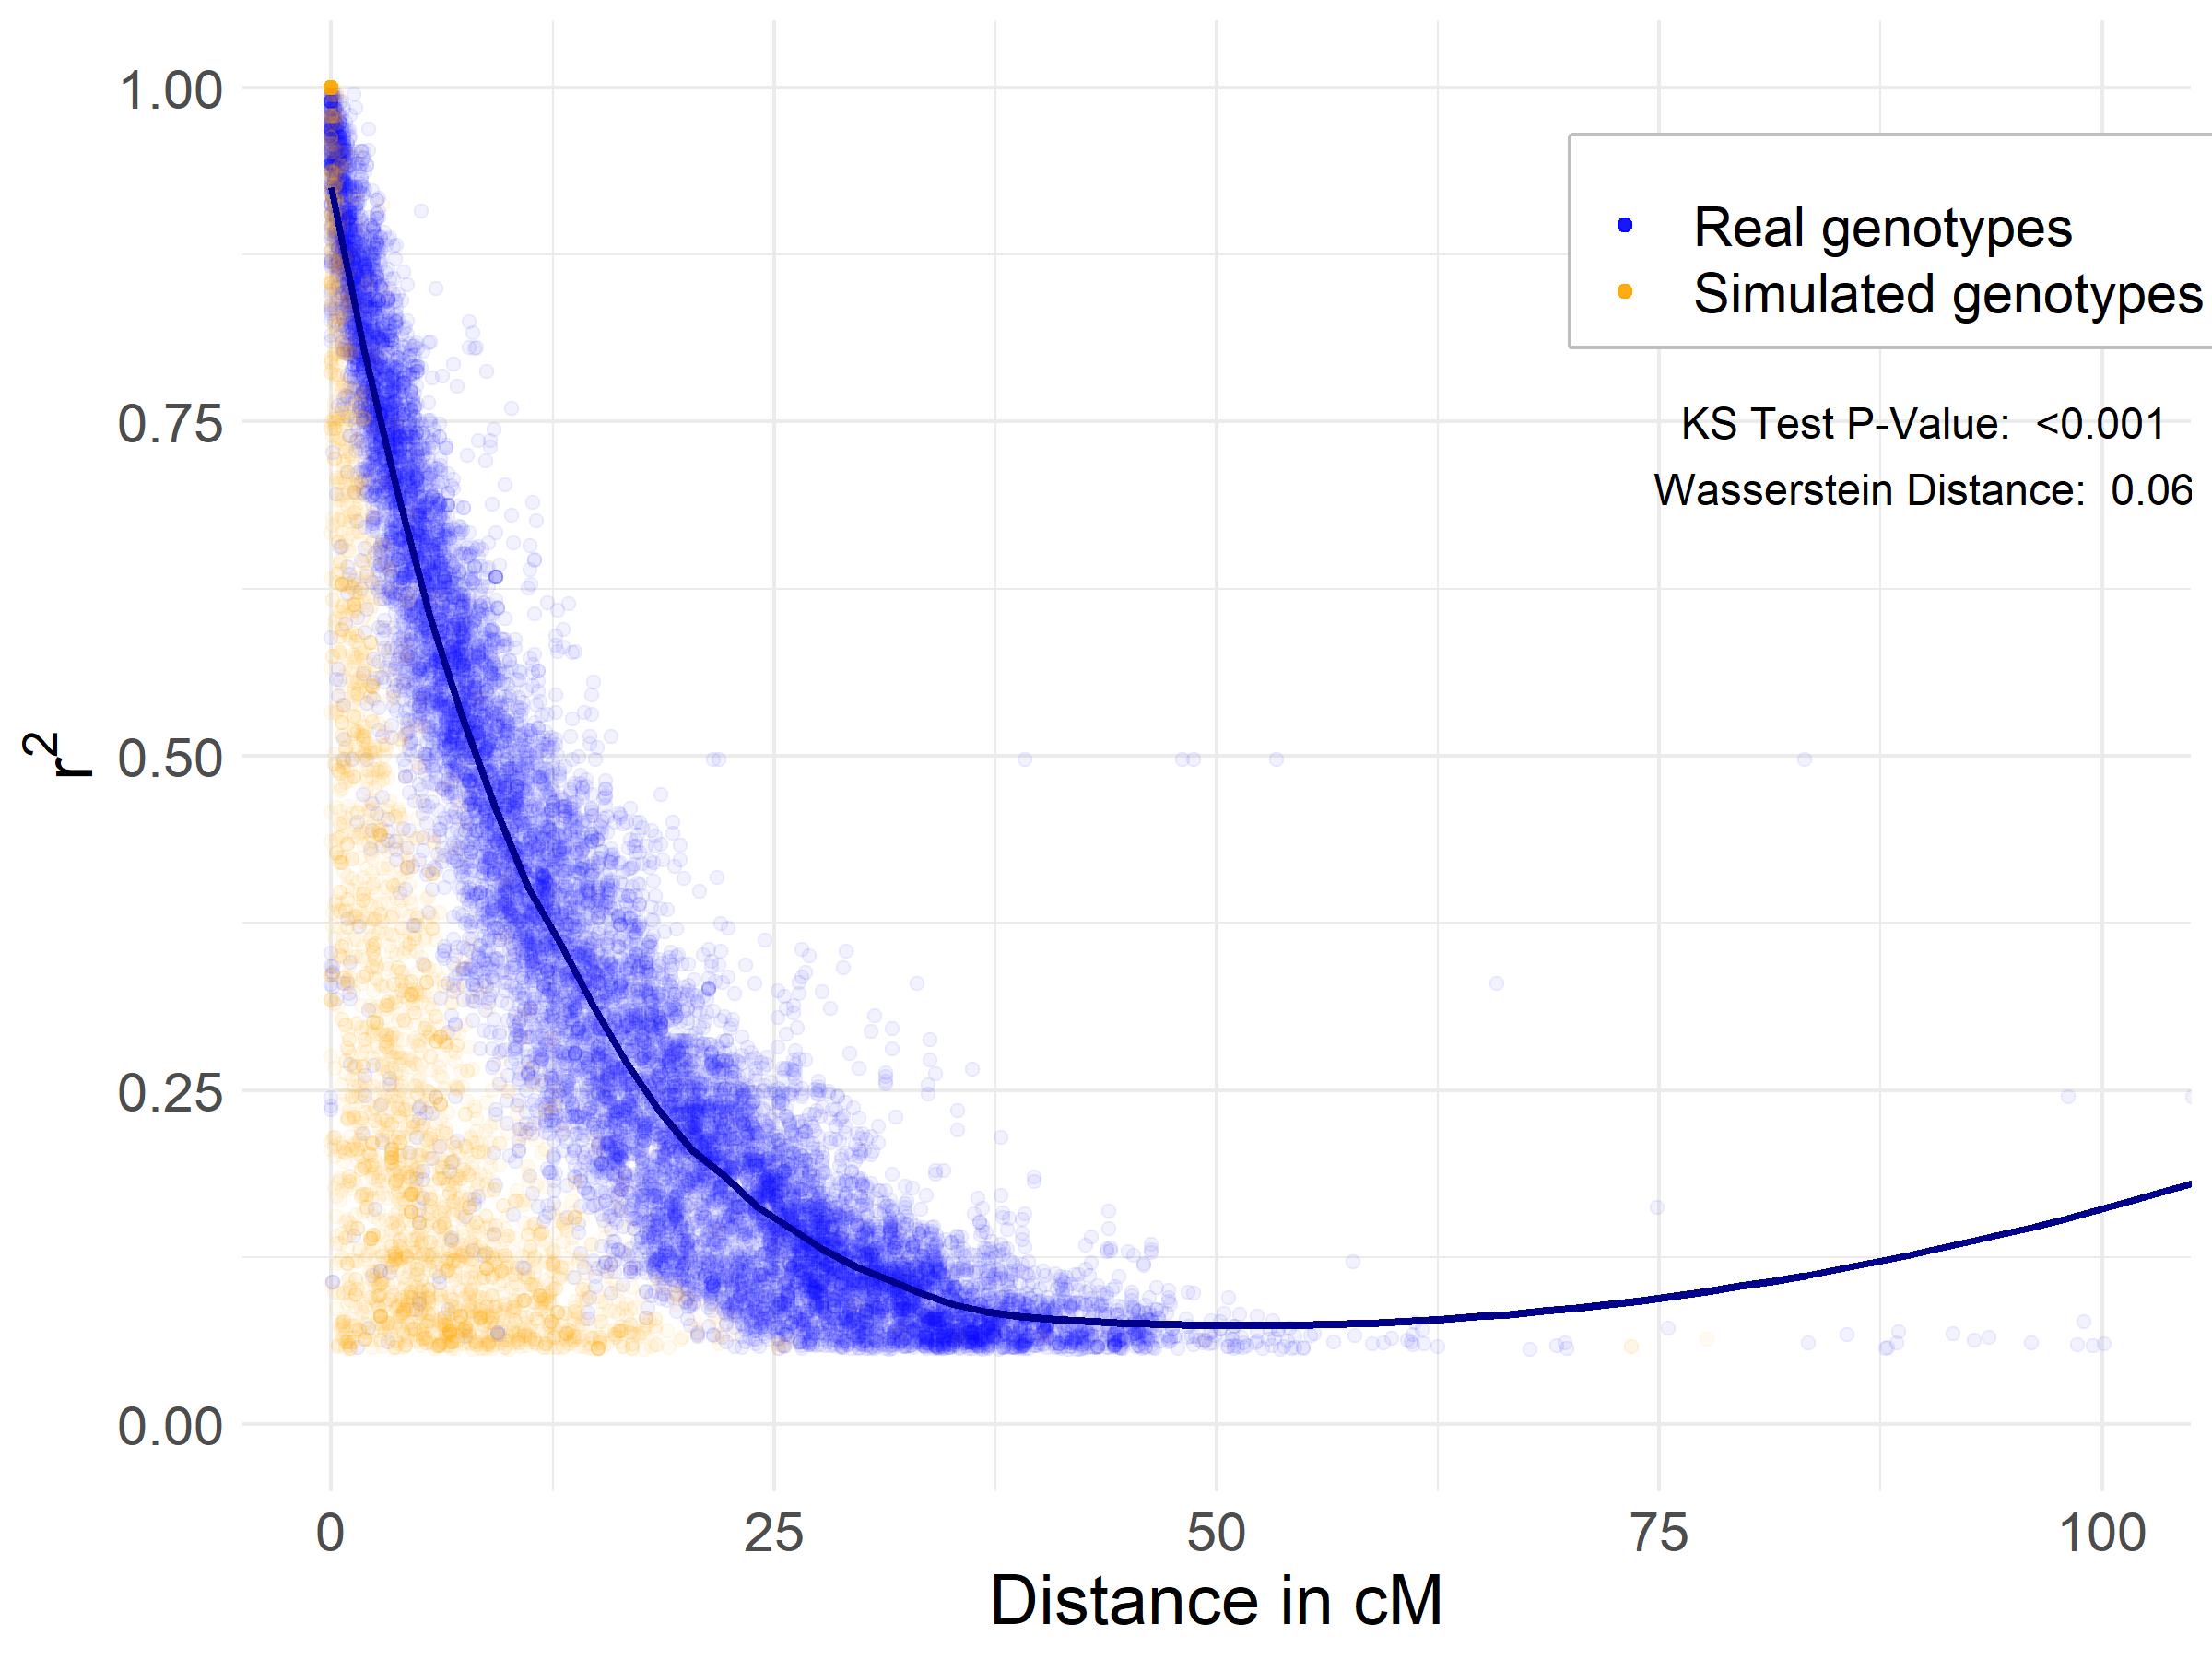 1.00
0.75
0.50
0.25
0.00
r²
Real genotypes
Simulated genotypes
KS Test P-Value: <0.001
Wasserstein Distance: 0.06
0 25 50 75 100
Distance in cM